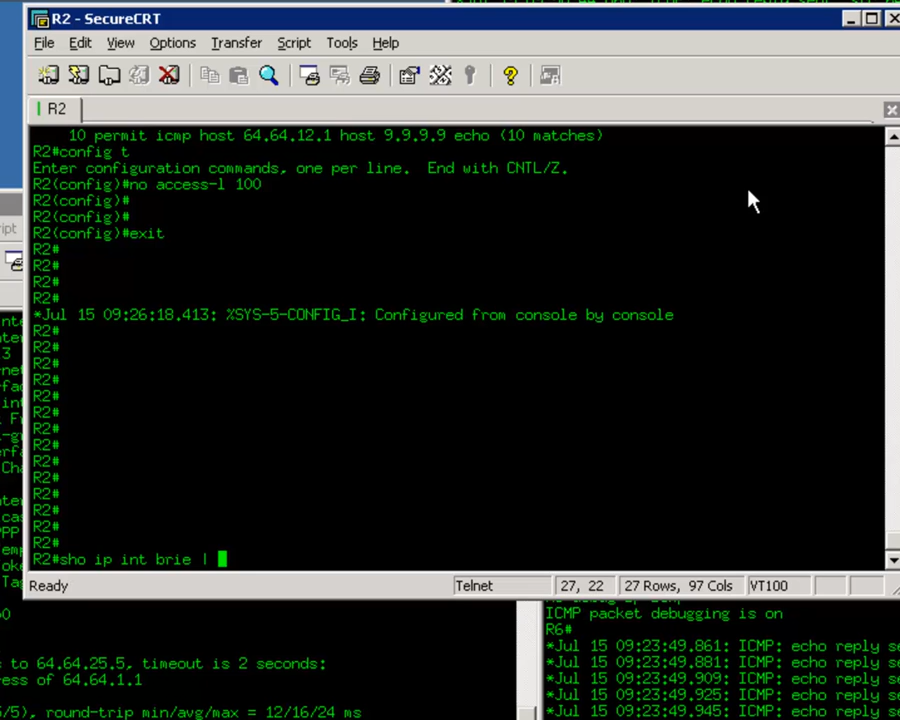 R2 - SecureCRT
File Edit View Options Transfer Script Tools Help
R2
10 permit icmp host 64.64.12.1 host 9.9.9.9 echo (10 matches)
R2#config t
Enter configuration commands, one per line.  End with CNTL/Z.
R2(config)#no access-l 100
R2(config)#
R2(config)#
R2(config)#exit
R2#
R2#
R2#
R2#
*Jul 15 09:26:18.413: %SYS-5-CONFIG_I: Configured from console by console
R2#
R2#
R2#
R2#
R2#
R2#
R2#
R2#
R2#
R2#
R2#
R2#
R2#
R2#
R2#sho ip int brie |
Ready Telnet 27, 22 27 Rows, 97 Cols VT100
ICMP packet debugging is on
R6#
*Jul 15 09:23:49.861: ICMP: echo reply se
*Jul 15 09:23:49.881: ICMP: echo reply se
*Jul 15 09:23:49.909: ICMP: echo reply se
*Jul 15 09:23:49.925: ICMP: echo reply se
*Jul 15 09:23:49.945: ICMP: echo reply se
c to 64.64.25.5, timeout is 2 seconds:
ress of 64.64.1.1
/5), round-trip min/avg/max = 12/16/24 ms